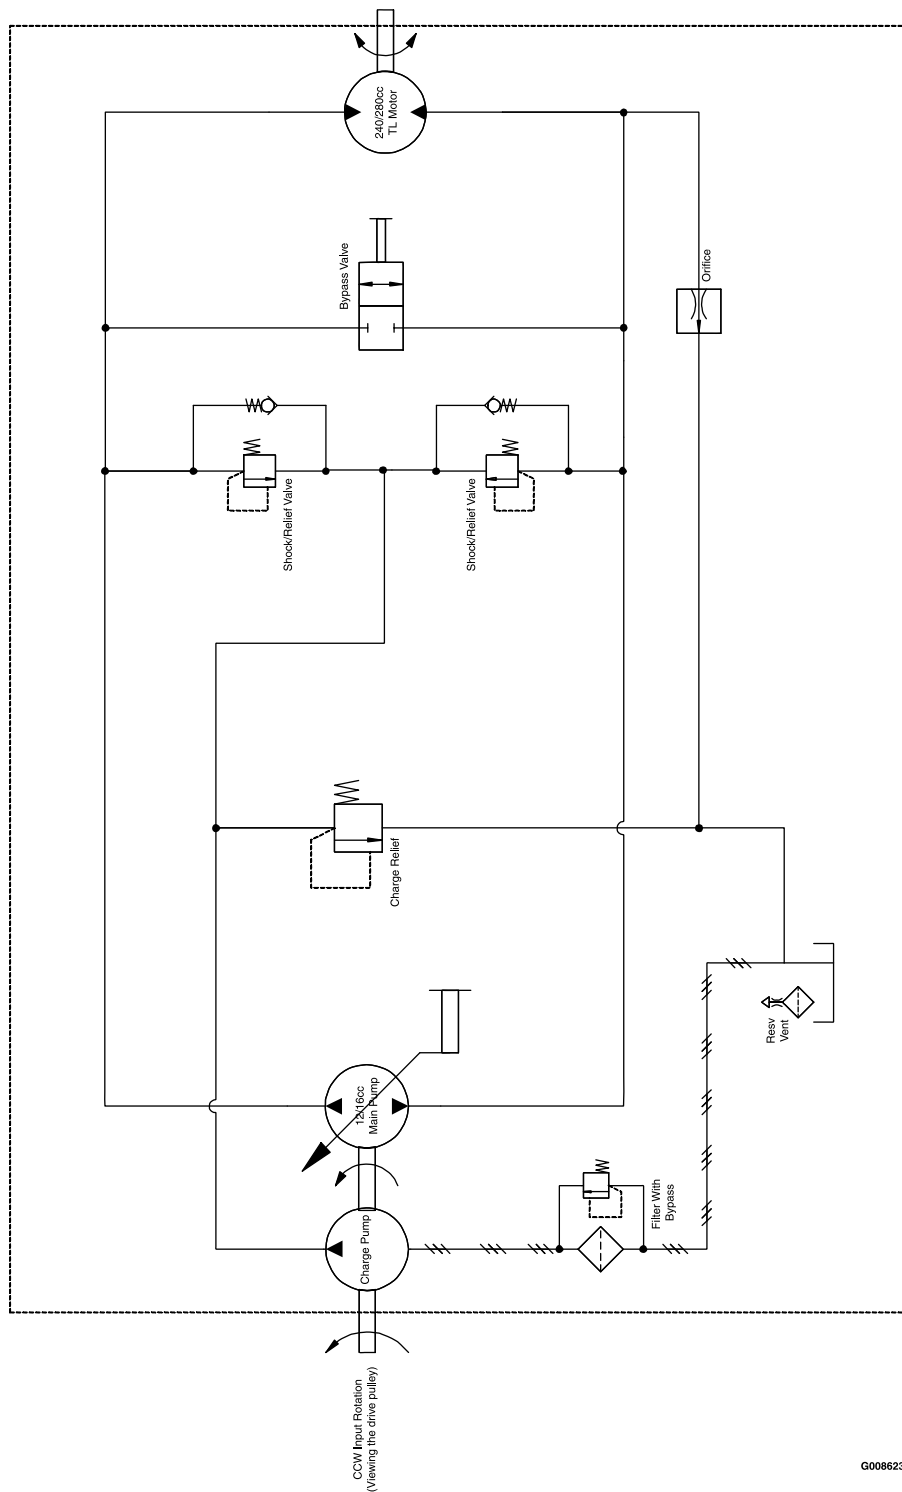 240/280cc
TL Motor
Bypass Valve
Orifice
Shock/Relief Valve
Shock/Relief Valve
Charge Relief
Resv
Vent
12/16cc
Main Pump
Filter With
Bypass
Charge Pump
CCW Input Rotation
(Viewing the drive pulley)
G008623